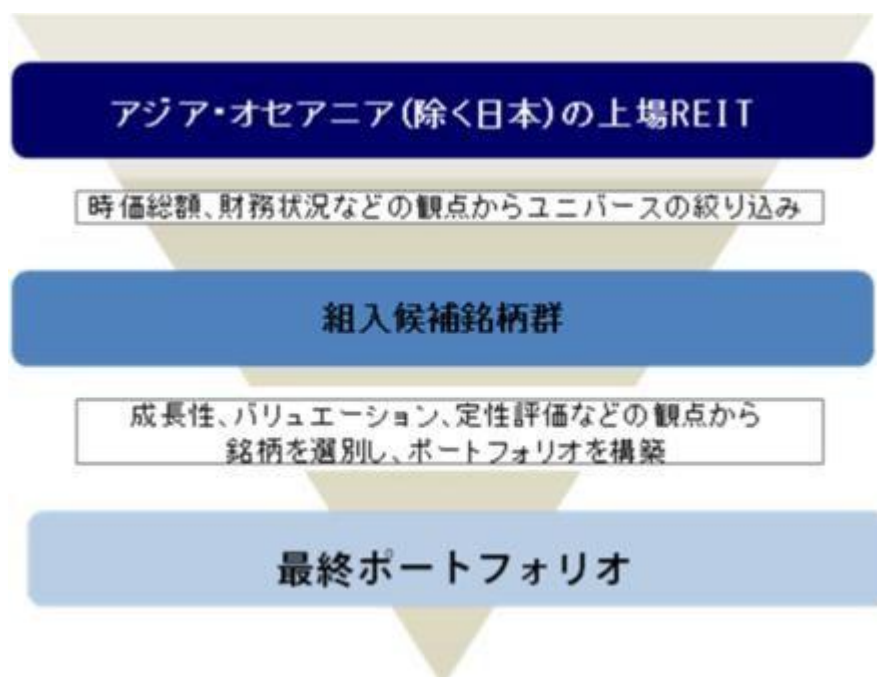 アジア・オセアニア(除く日本)の上場REIT
時価総額、財務状況などの観点からユニバースの絞り込み
組入候補銘柄群
成長性、バリュエーション、定性評価などの観点から
銘柄を選別し、ポートフォリオを構築
最終ポートフォリオ